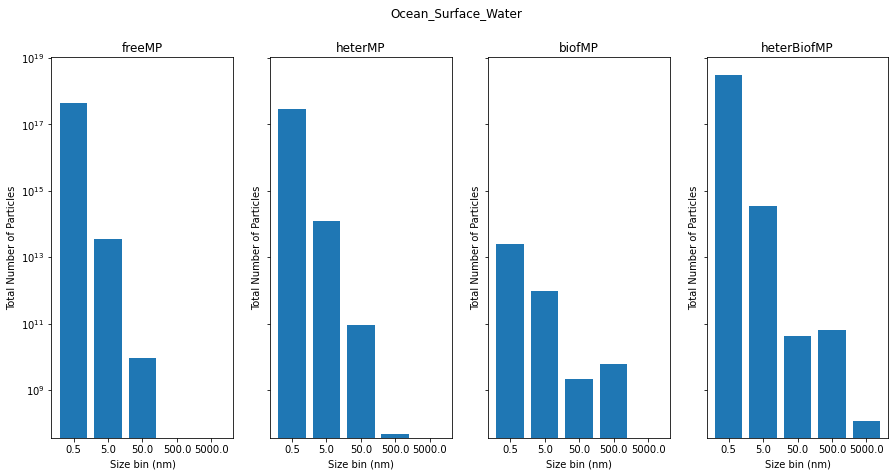 Ocean_Surface_Water
freeMP
heterMP
biofMP
heterBiofMP
Total Number of Particles
10^19
10^17
10^15
10^13
10^11
10^9
0.5 5.0 50.0 500.0 5000.0
Size bin (nm)
Total Number of Particles
0.5 5.0 50.0 500.0 5000.0
Size bin (nm)
Total Number of Particles
0.5 5.0 50.0 500.0 5000.0
Size bin (nm)
Total Number of Particles
0.5 5.0 50.0 500.0 5000.0
Size bin (nm)